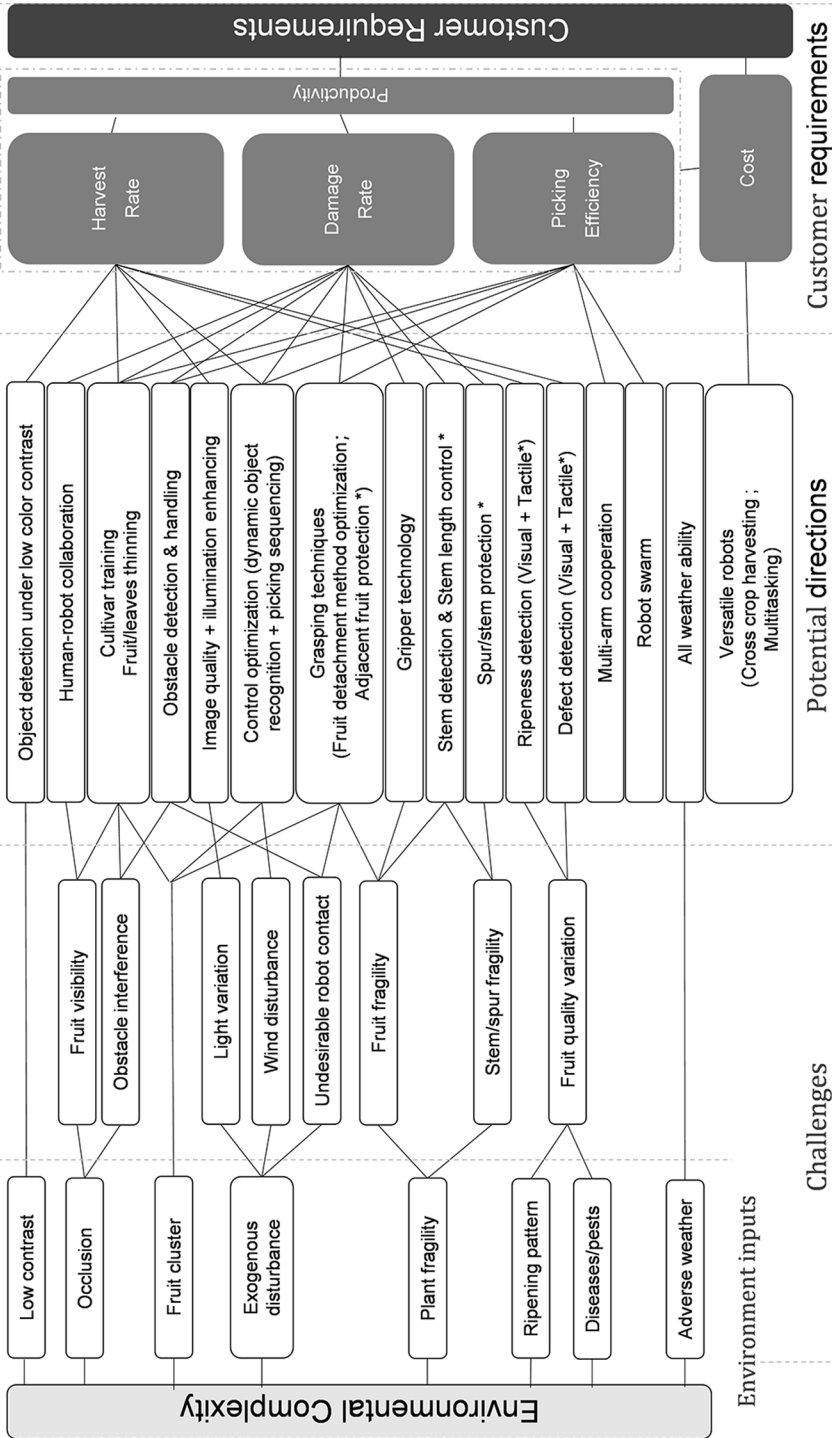 Environmental Complexity
Low contrast
Occlusion
Fruit cluster
Exogenous
disturbance
Plant fragility
Ripening pattern
Diseases/pests
Adverse weather
Environment inputs
Fruit visibility
Obstacle interference
Light variation
Wind disturbance
Undesirable robot contact
Fruit fragility
Stem/spur fragility
Fruit quality variation
Challenges
Object detection under low color contrast
Human-robot collaboration
Cultivar training
Fruit/leaves thinning
Obstacle detection & handling
Image quality + illumination enhancing
Control optimization (dynamic object
recognition + picking sequencing)
Grasping techniques
(Fruit detachment method optimization;
Adjacent fruit protection *)
Gripper technology
Stem detection & Stem length control *
Spur/stem protection *
Ripeness detection (Visual + Tactile*)
Defect detection (Visual + Tactile*)
Multi-arm cooperation
Robot swarm
All weather ability
Versatile robots
(Cross crop harvesting ;
Multitasking)
Potential directions
Harvest
Rate
Damage
Rate
Picking
Efficiency
Productivity
Cost
Customer Requirements
Customer requirements